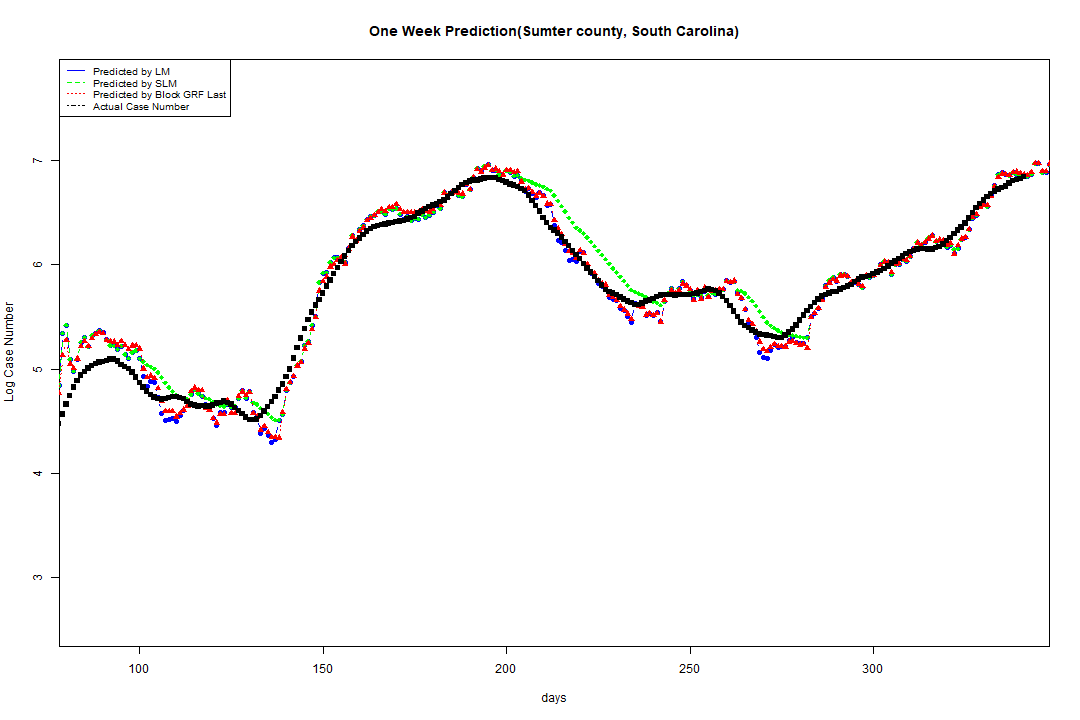 One Week Prediction(Sumter county, South Carolina)
Predicted by LM
Predicted by SLM
Predicted by Block GRF Last
Actual Case Number
7
6
5
4
3
Log Case Number
100 150 200 250 300
days